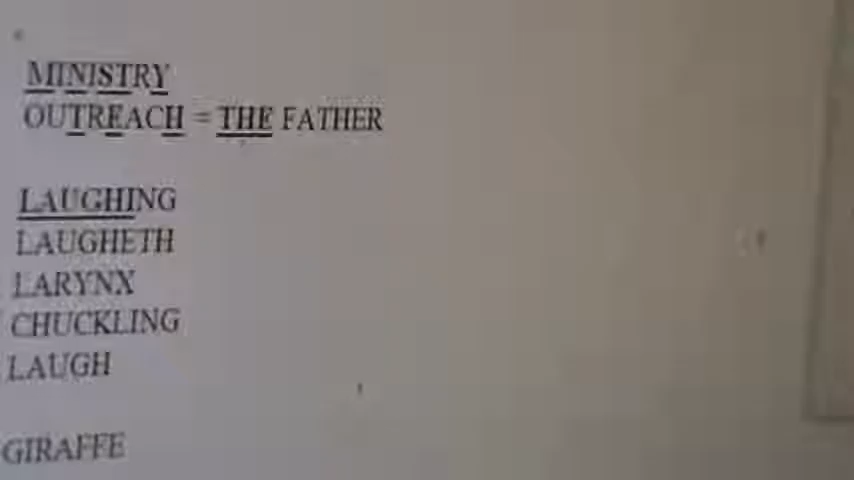 MINISTRY
OUTREACH = THE FATHER
LAUGHING
LAUGHETH
LARYNX
CHUCKLING
LAUGH
GIRAFFE